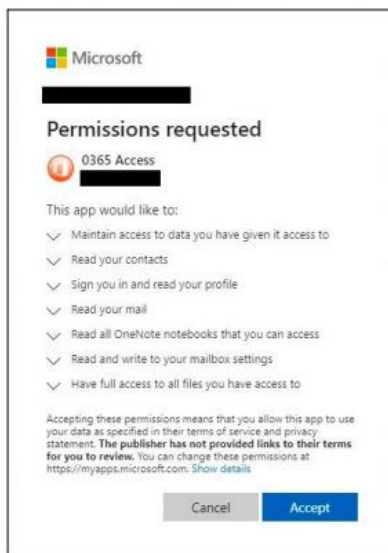 Microsoft
Permissions requested
0365 Access
This app would like to:
Maintain access to data you have given it access to
Read your contacts
Sign you in and read your profile
Read your mail
Read all OneNote notebooks that you can access
Read and write to your mailbox settings
Have full access to all files you have access to
Accepting these permissions means that you allow this app to use
your data as specified in their terms of service and privacy
statement. The publisher has not provided links to their terms
for you to review. You can change these permissions at
https://myapps.microsoft.com. Show details
Cancel Accept